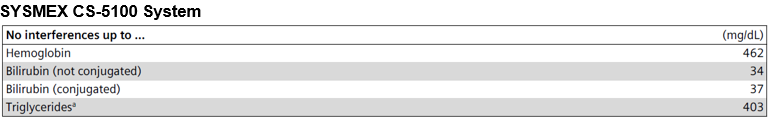 SYSMEX CS-5100 System
No interferences up to ... (mg/dL)
Hemoglobin 462
Bilirubin (not conjugated) 34
Bilirubin (conjugated) 37
Triglyceridesᵃ 403